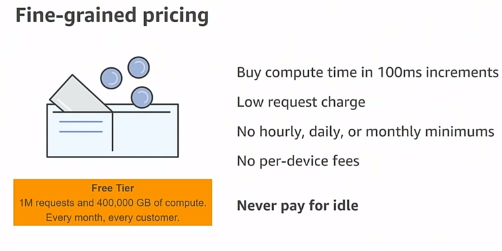 Fine-grained pricing
Buy compute time in 100ms increments
Low request charge
No hourly, daily, or monthly minimums
No per-device fees
Never pay for idle
Free Tier
1M requests and 400,000 GB of compute.
Every month, every customer.